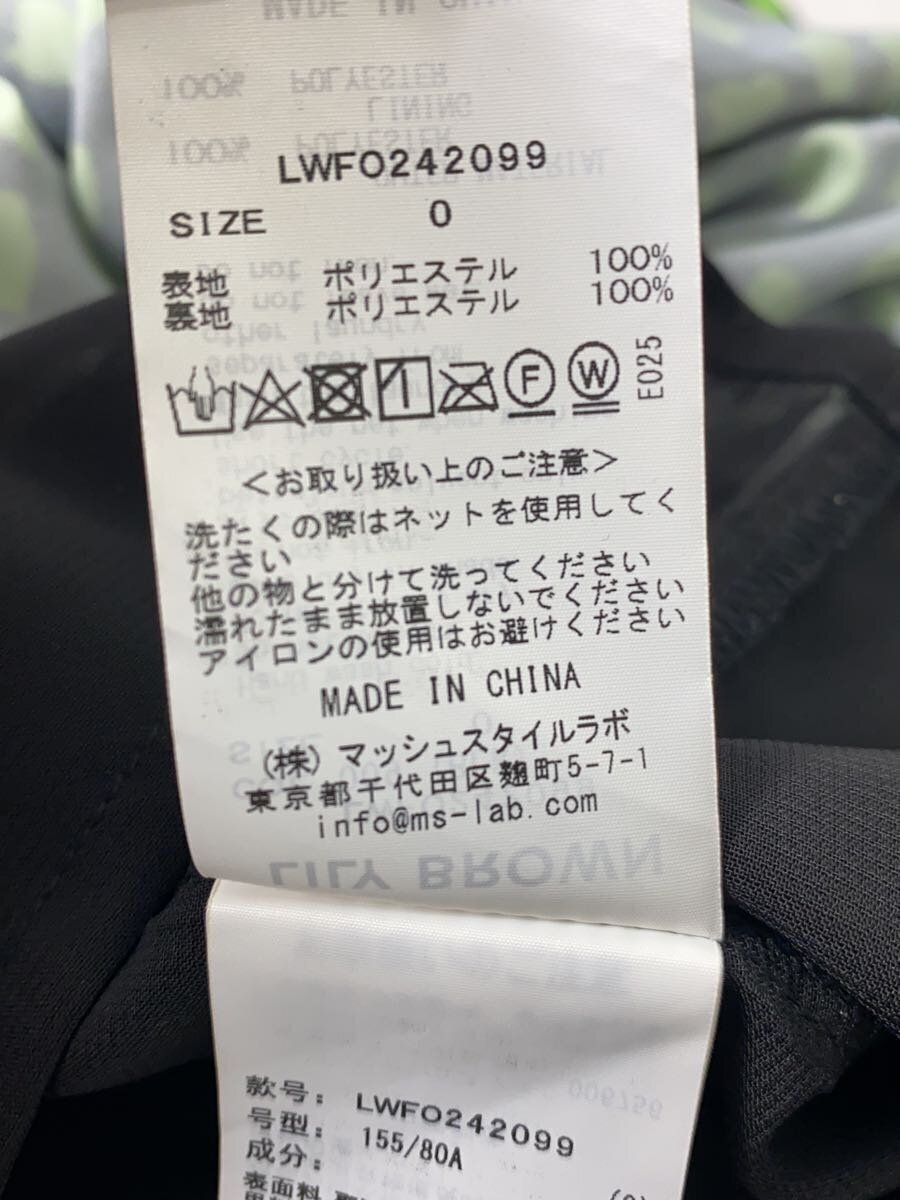 LWFO242099
SIZE 0
表地 ポリエステル 100%
裏地 ポリエステル 100%
F W E025
<お取り扱い上のご注意>
洗たくの際はネットを使用してく
ださい
他の物と分けて洗ってください
濡れたまま放置しないでください
アイロンの使用はお避けください
MADE IN CHINA
(株)マッシュスタイルラボ
東京都千代田区麹町5-7-1
info@ms-lab.com
LILY BROWN
款号: LWFO242099
号型: 155/80A
成分:
表面料